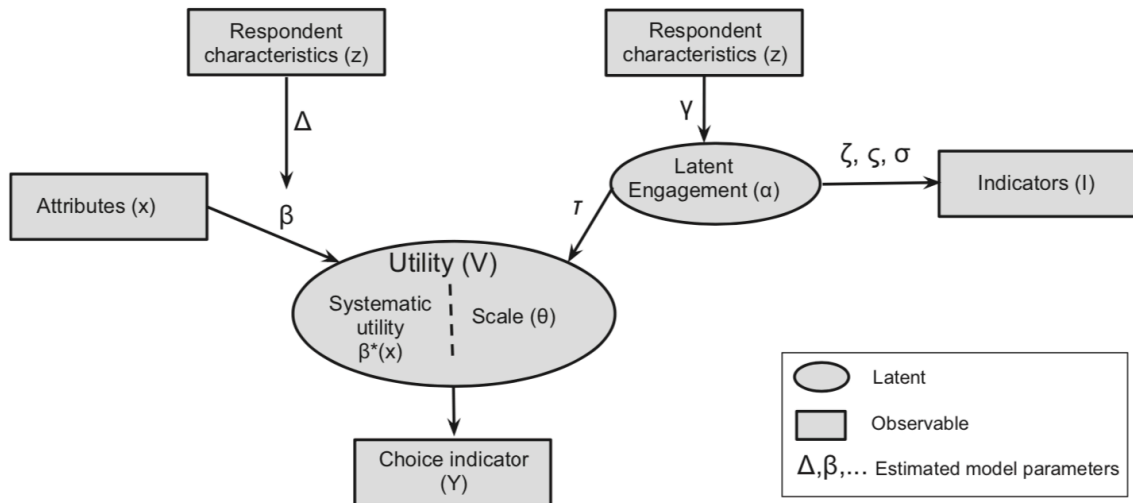 Respondent
characteristics (z)
Respondent
characteristics (z)
Δ
γ
Attributes (x)
β
Latent
Engagement (α)
ζ, ς, σ
Indicators (I)
τ
Utility (V)
Systematic
utility
β*(x)
Scale (θ)
Choice indicator
(Y)
Latent
Observable
Δ,β,... Estimated model parameters